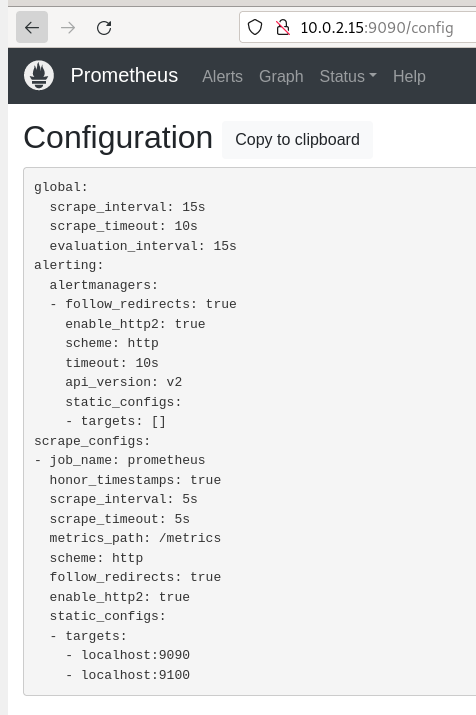 10.0.2.15:9090/config
Prometheus Alerts Graph Status Help
Configuration Copy to clipboard
global:
  scrape_interval: 15s
  scrape_timeout: 10s
  evaluation_interval: 15s
alerting:
  alertmanagers:
  - follow_redirects: true
    enable_http2: true
    scheme: http
    timeout: 10s
    api_version: v2
    static_configs:
    - targets: []
scrape_configs:
- job_name: prometheus
  honor_timestamps: true
  scrape_interval: 5s
  scrape_timeout: 5s
  metrics_path: /metrics
  scheme: http
  follow_redirects: true
  enable_http2: true
  static_configs:
  - targets:
    - localhost:9090
    - localhost:9100